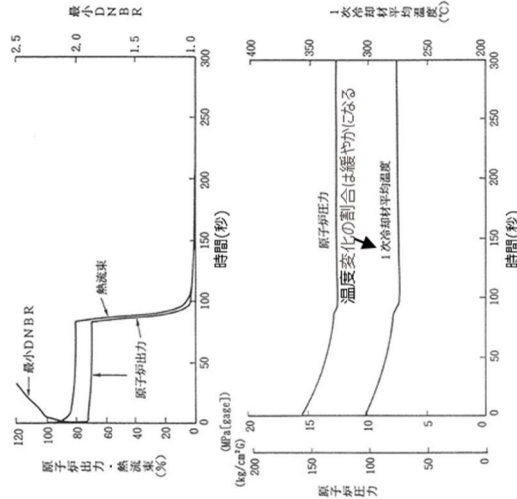 最小DNBR
2.5
2.0
1.5
1.0
最小DNBR
熱流束
原子炉出力
120
100
80
60
40
20
0
原子炉出力・熱流束
(%)
0
50
100
150
200
300
時間(秒)
1次冷却材平均温度
(℃)
400
350
300
250
200
原子炉圧力
温度変化の割合は緩やかになる
1次冷却材平均温度
(kg/cm²G)
(MPa[gage])
200
150
100
50
0
20
15
10
5
0
原子炉圧力
0
50
100
150
200
300
時間(秒)